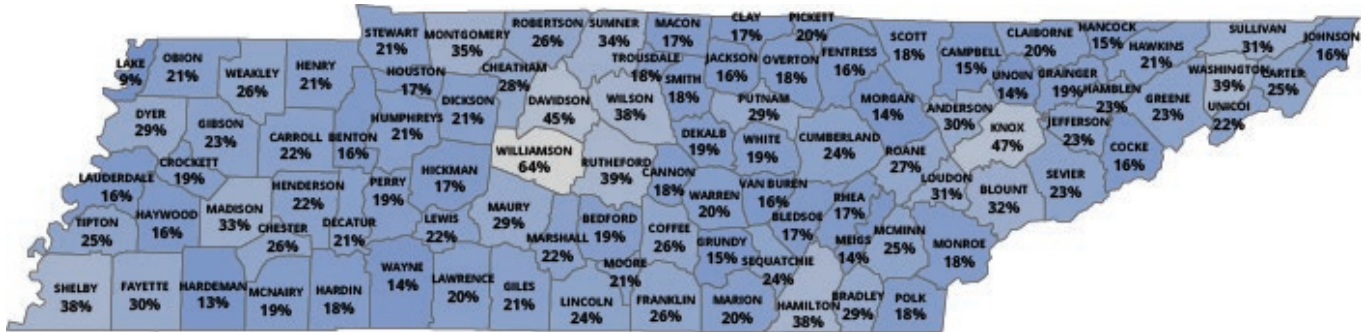 LAKE
9%
OBION
21%
WEAKLEY
26%
HENRY
21%
STEWART
21%
MONTGOMERY
35%
ROBERTSON
26%
SUMNER
34%
MACON
17%
CLAY
17%
PICKETT
20%
SCOTT
18%
CAMPBELL
15%
CLAIBORNE
20%
HANCOCK
15%
HAWKINS
21%
SULLIVAN
31%
JOHNSON
16%
HOUSTON
17%
CHEATHAM
28%
TROUSDALE
18%
SMITH
18%
JACKSON
16%
OVERTON
18%
FENTRESS
16%
UNOIN
14%
GRAINGER
19%
HAMBLEN
23%
GREENE
23%
WASHINGTON
39%
CARTER
25%
UNICOI
22%
DYER
29%
GIBSON
23%
CARROLL
22%
BENTON
16%
HUMPHREYS
21%
DICKSON
21%
DAVIDSON
45%
WILSON
38%
PUTNAM
29%
MORGAN
14%
ANDERSON
30%
KNOX
47%
JEFFERSON
23%
COCKE
16%
DEKALB
19%
WHITE
19%
CUMBERLAND
24%
ROANE
27%
LOUDON
31%
BLOUNT
32%
SEVIER
23%
LAUDERDALE
16%
CROCKETT
19%
HENDERSON
22%
PERRY
19%
HICKMAN
17%
WILLIAMSON
64%
RUTHEFORD
39%
CANNON
18%
WARREN
20%
VAN BUREN
16%
BLEDSOE
17%
RHEA
17%
TIPTON
25%
HAYWOOD
16%
MADISON
33%
CHESTER
26%
DECATUR
21%
LEWIS
22%
MAURY
29%
MARSHALL
22%
BEDFORD
19%
COFFEE
26%
GRUNDY
15%
SEQUATCHIE
24%
MEIGS
14%
MCMINN
25%
MONROE
18%
SHELBY
38%
FAYETTE
30%
HARDEMAN
13%
MCNAIRY
19%
HARDIN
18%
WAYNE
14%
LAWRENCE
20%
GILES
21%
LINCOLN
24%
MOORE
21%
FRANKLIN
26%
MARION
20%
HAMILTON
38%
BRADLEY
29%
POLK
18%